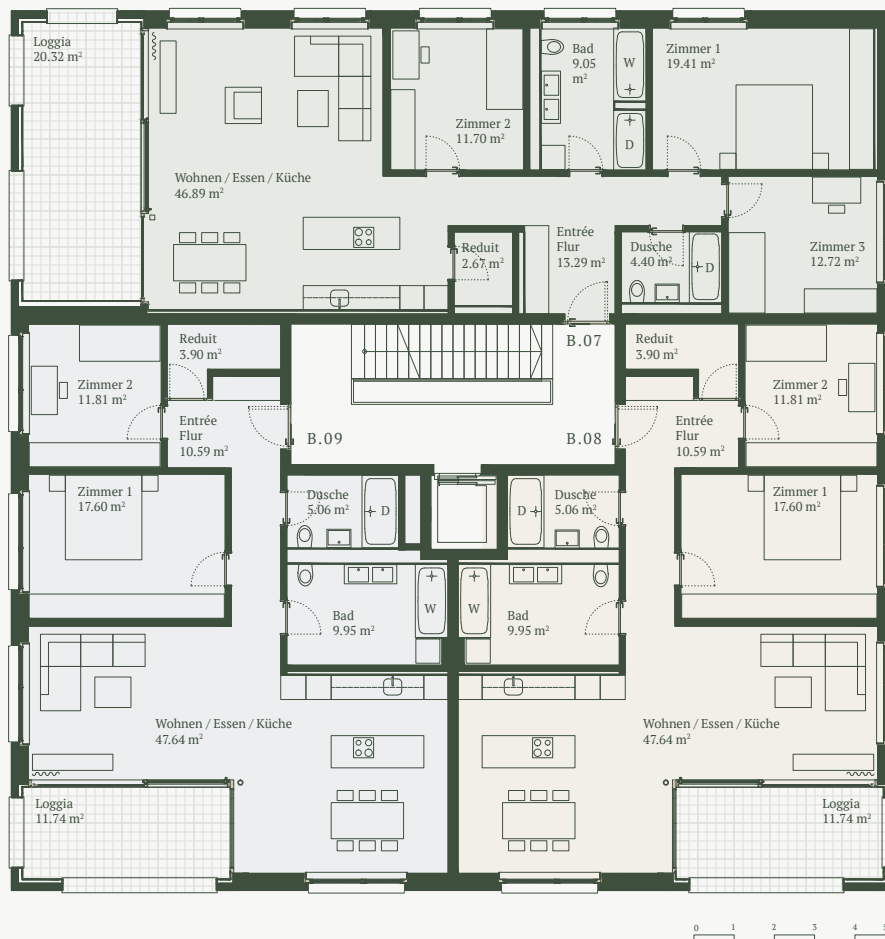 Loggia
20.32 m²
Bad
9.05
m²
W
D
Zimmer 1
19.41 m²
Zimmer 2
11.70 m²
Wohnen / Essen / Küche
46.89 m²
Reduit
2.67 m²
Entrée
Flur
13.29 m²
Dusche
4.40 m²
D
Zimmer 3
12.72 m²
Reduit
3.90 m²
B.07
Reduit
3.90 m²
Zimmer 2
11.81 m²
Zimmer 2
11.81 m²
Entrée
Flur
10.59 m²
B.09
B.08
Entrée
Flur
10.59 m²
Zimmer 1
17.60 m²
Dusche
5.06 m²
D
D
Dusche
5.06 m²
Zimmer 1
17.60 m²
Bad
9.95 m²
W
W
Bad
9.95 m²
Wohnen / Essen / Küche
47.64 m²
Wohnen / Essen / Küche
47.64 m²
Loggia
11.74 m²
Loggia
11.74 m²
0 1 2 3 4